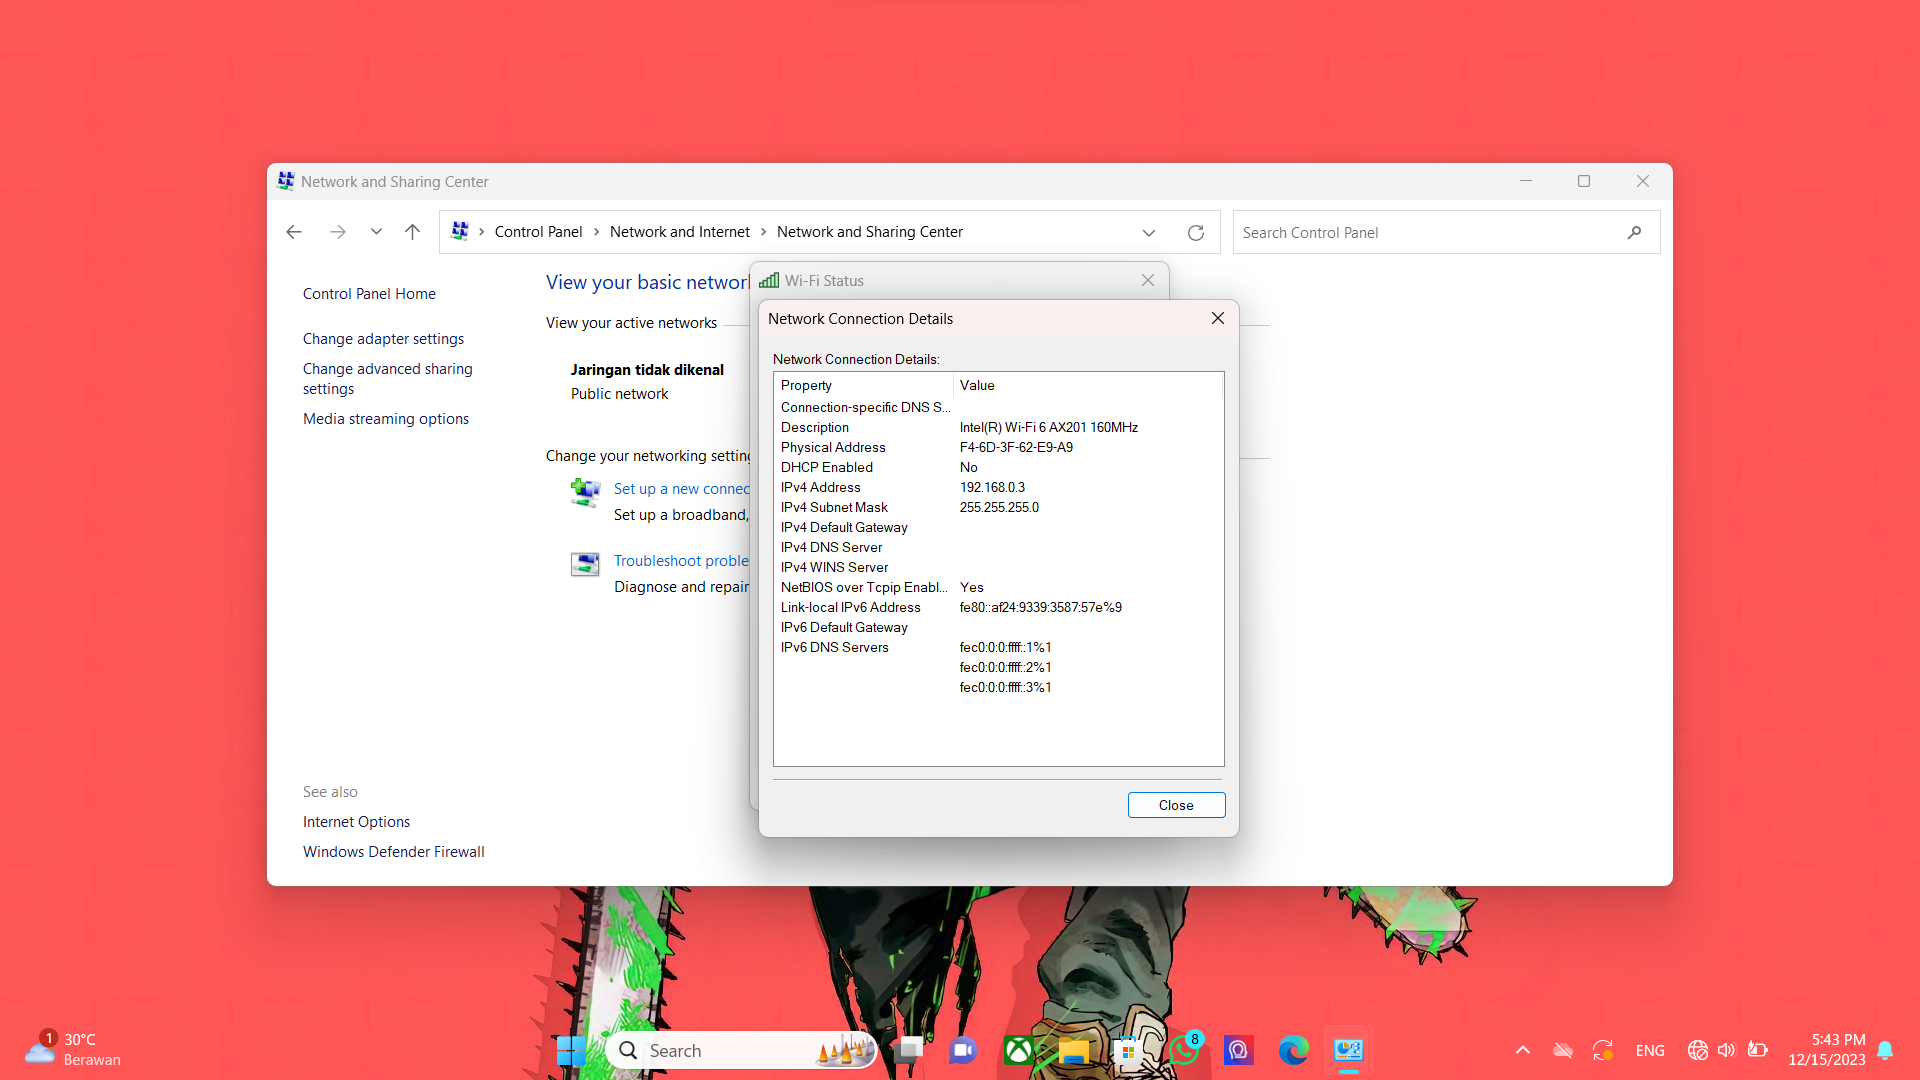 Network and Sharing Center
Control Panel > Network and Internet > Network and Sharing Center
Search Control Panel
Control Panel Home
Change adapter settings
Change advanced sharing
settings
Media streaming options
See also
Internet Options
Windows Defender Firewall
View your basic networ
View your active networks
Jaringan tidak dikenal
Public network
Change your networking setting
Set up a new connec
Set up a broadband,
Troubleshoot proble
Diagnose and repair
Wi-Fi Status
Network Connection Details
Network Connection Details:
Property Value
Connection-specific DNS S...
Description Intel(R) Wi-Fi 6 AX201 160MHz
Physical Address F4-6D-3F-62-E9-A9
DHCP Enabled No
IPv4 Address 192.168.0.3
IPv4 Subnet Mask 255.255.255.0
IPv4 Default Gateway
IPv4 DNS Server
IPv4 WINS Server
NetBIOS over Tcpip Enabl... Yes
Link-local IPv6 Address fe80::af24:9339:3587:57e%9
IPv6 Default Gateway
IPv6 DNS Servers fec0:0:0:ffff::1%1
fec0:0:0:ffff::2%1
fec0:0:0:ffff::3%1
Close
1
30°C
Berawan
Search
8
ENG
5:43 PM
12/15/2023